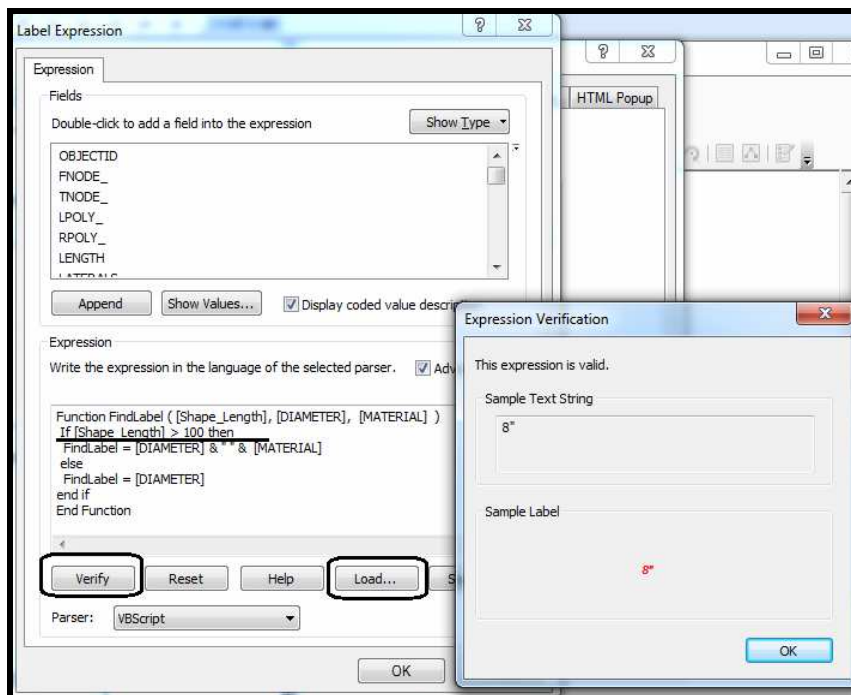 Label Expression
Expression
Fields
Double-click to add a field into the expression
Show Type
OBJECTID
FNODE_
TNODE_
LPOLY_
RPOLY_
LENGTH
LATERALS
Append
Show Values...
Display coded value descrip
Expression
Write the expression in the language of the selected parser.
Adv
Function FindLabel ( [Shape_Length], [DIAMETER], [MATERIAL] )
If [Shape_Length] > 100 then
FindLabel = [DIAMETER] & " " & [MATERIAL]
else
FindLabel = [DIAMETER]
end if
End Function
Verify
Reset
Help
Load...
S
Parser:
VBScript
OK
HTML Popup
Expression Verification
This expression is valid.
Sample Text String
8"
Sample Label
8"
OK